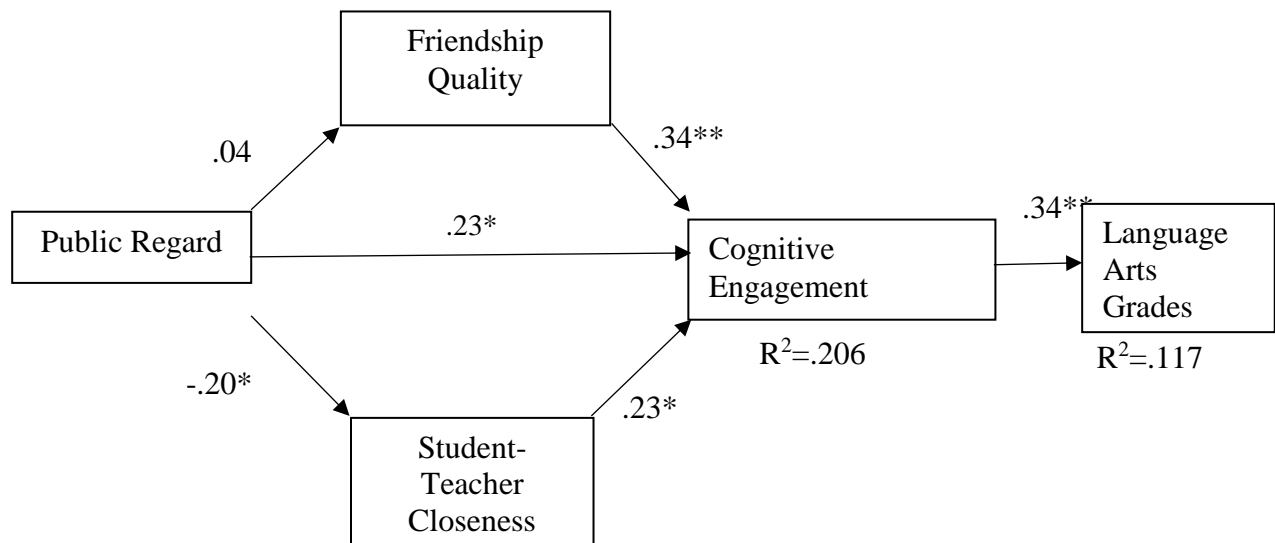 Friendship
Quality
.04
.34**
Public Regard
.23*
Cognitive
Engagement
R²=.206
.34**
Language
Arts
Grades
R²=.117
-.20*
.23*
Student-
Teacher
Closeness